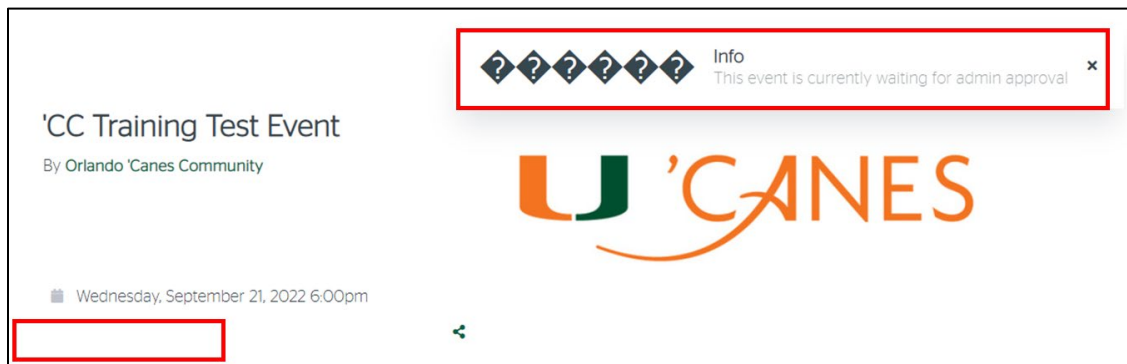 ������ Info
This event is currently waiting for admin approval ×
'CC Training Test Event
By Orlando 'Canes Community
U 'CANES
Wednesday, September 21, 2022 6:00pm